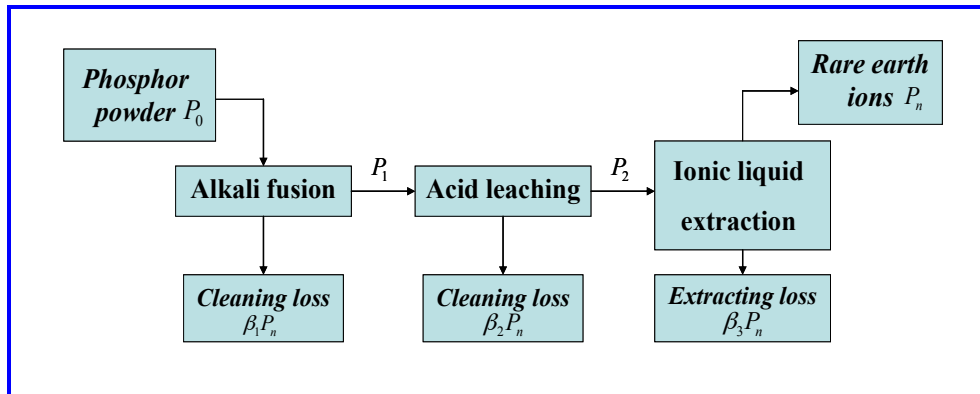 Phosphor
powder P₀
Rare earth
ions Pₙ
P₁
P₂
Alkali fusion
Acid leaching
Ionic liquid
extraction
Cleaning loss
β₁Pₙ
Cleaning loss
β₂Pₙ
Extracting loss
β₃Pₙ